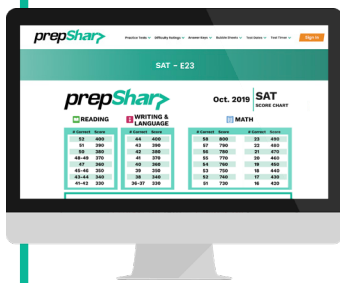 prepSharp
Practice Tests Difficulty Ratings Answer Keys Bubble Sheets Test Dates Test Timer Sign In
SAT – E23
prepSharp Oct. 2019 SAT
SCORE CHART
READING WRITING & LANGUAGE MATH
# Correct Score # Correct Score # Correct Score # Correct Score
52 400 44 400 58 800 23 490
51 390 43 390 57 790 22 480
50 380 42 380 56 780 21 470
48-49 370 41 370 55 770 20 460
47 360 40 360 54 760 19 450
45-46 350 39 350 53 750 18 440
43-44 340 38 340 52 740 17 430
41-42 330 36-37 330 51 730 16 420